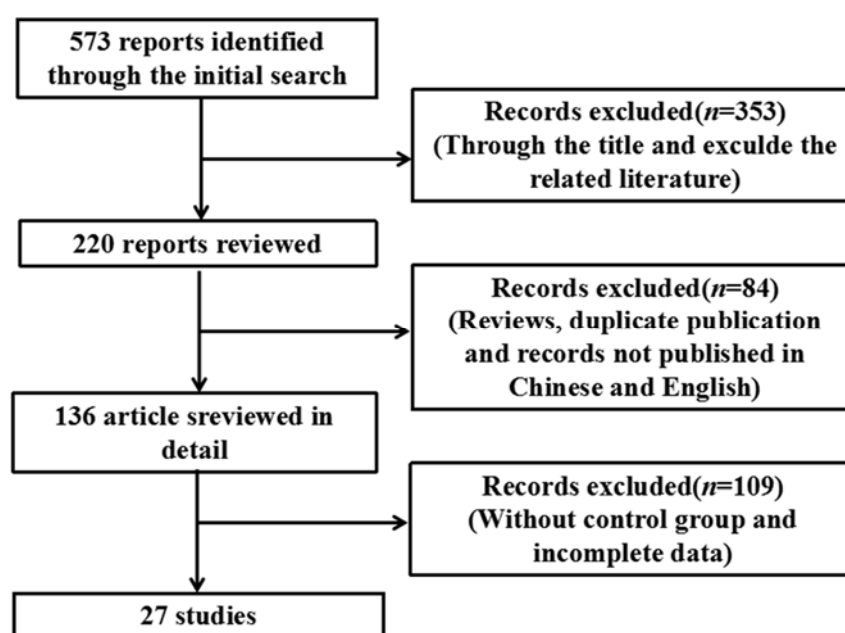 573 reports identified
through the initial search
Records excluded(n=353)
(Through the title and exculde the
related literature)
220 reports reviewed
Records excluded(n=84)
(Reviews, duplicate publication
and records not published in
Chinese and English)
136 article sreviewed in
detail
Records excluded(n=109)
(Without control group and
incomplete data)
27 studies